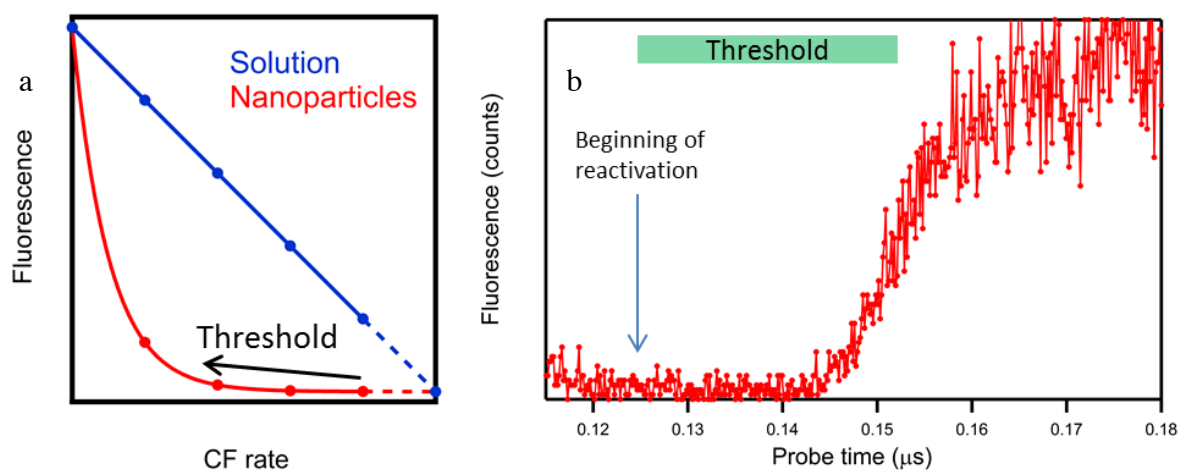 a
Solution
Nanoparticles
Threshold
Fluorescence
CF rate
b
Threshold
Beginning of
reactivation
Fluorescence (counts)
0.12 0.13 0.14 0.15 0.16 0.17 0.18
Probe time (μs)